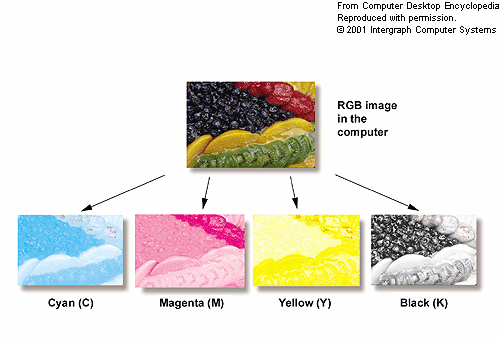 From Computer Desktop Encyclopedia
Reproduced with permission.
© 2001 Intergraph Computer Systems
RGB image
in the
computer
Cyan (C)
Magenta (M)
Yellow (Y)
Black (K)